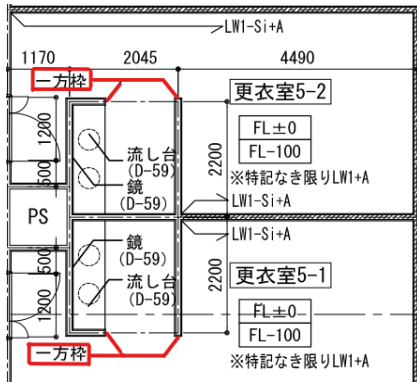 LW1-Si+A
1170
2045
4490
一方枠
更衣室5-2
1200
FL±0
FL-100
流し台
(D-59)
2200
500
鏡
(D-59)
※特記なき限りLW1+A
LW1-Si+A
PS
LW1-Si+A
500
鏡
(D-59)
更衣室5-1
2200
流し台
(D-59)
1200
FL±0
FL-100
一方枠
※特記なき限りLW1+A